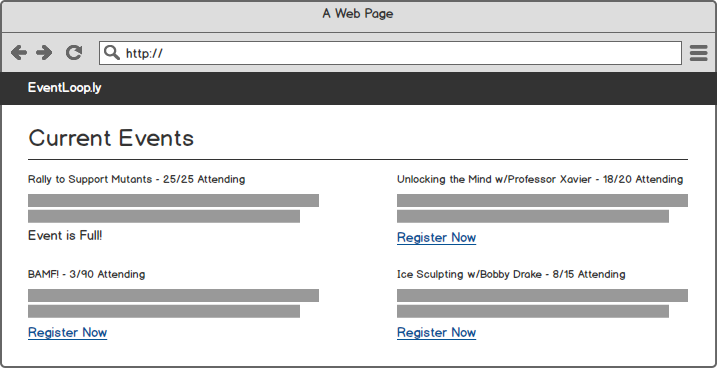 A Web Page
http://
EventLoop.ly
Current Events
Rally to Support Mutants - 25/25 Attending
Event is Full!
Unlocking the Mind w/Professor Xavier - 18/20 Attending
Register Now
BAMF! - 3/90 Attending
Register Now
Ice Sculpting w/Bobby Drake - 8/15 Attending
Register Now